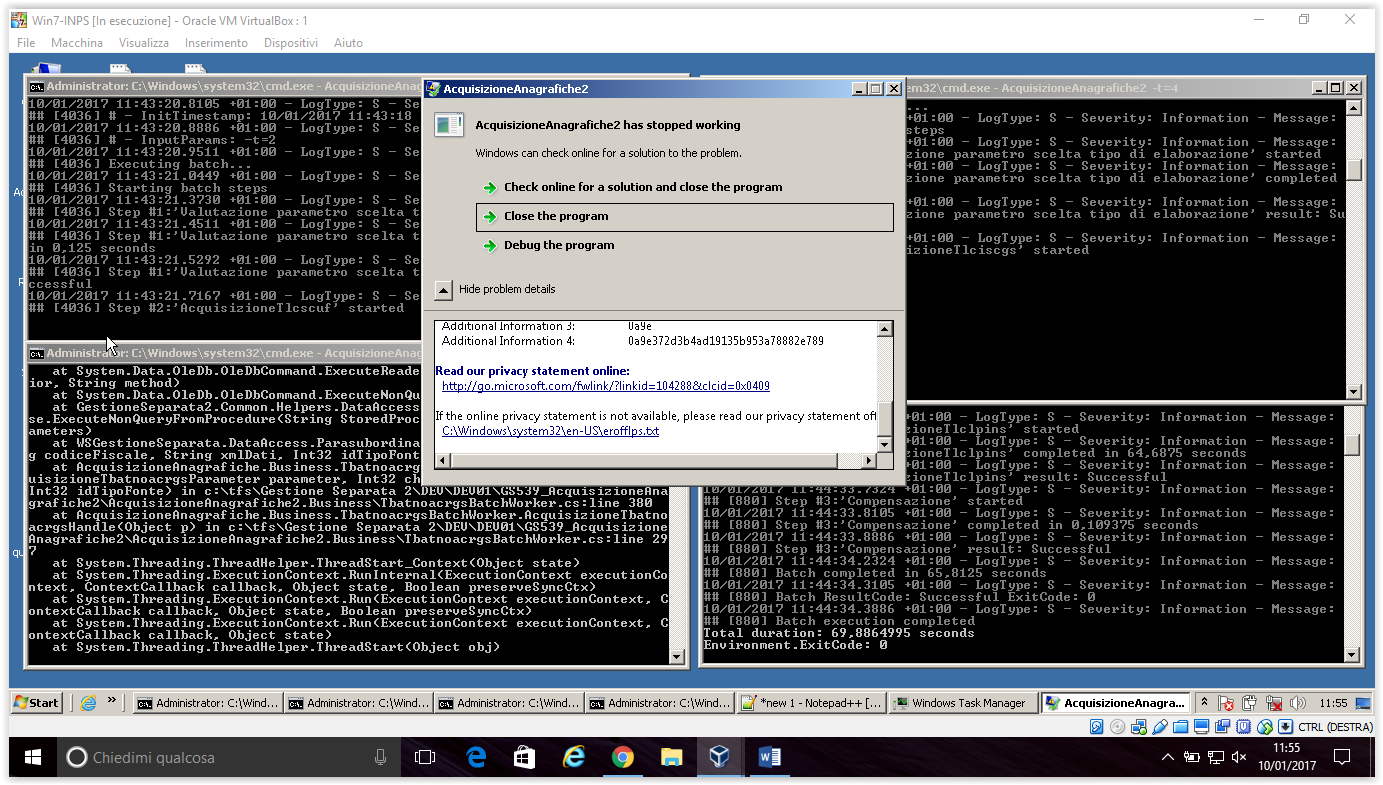 Win7-INPS [In esecuzione] - Oracle VM VirtualBox : 1
File Macchina Visualizza Inserimento Dispositivi Aiuto
Administrator: C:\Windows\system32\cmd.exe - AcquisizioneAnag
10/01/2017 11:43:20.8105 +01:00 - LogType: S - Se
## [4036] # - InitTimestamp: 10/01/2017 11:43:18
10/01/2017 11:43:20.8886 +01:00 - LogType: S - Se
## [4036] # - InputParams: -t=2
10/01/2017 11:43:20.9511 +01:00 - LogType: S - Se
## [4036] Executing batch...
10/01/2017 11:43:21.0449 +01:00 - LogType: S - Se
## [4036] Starting batch steps
10/01/2017 11:43:21.3730 +01:00 - LogType: S - Se
## [4036] Step #1:'Valutazione parametro scelta t
10/01/2017 11:43:21.4511 +01:00 - LogType: S - Se
## [4036] Step #1:'Valutazione parametro scelta t
in 0,125 seconds
10/01/2017 11:43:21.5292 +01:00 - LogType: S - Se
## [4036] Step #1:'Valutazione parametro scelta t
ccessful
10/01/2017 11:43:21.7167 +01:00 - LogType: S - Se
## [4036] Step #2:'AcquisizioneTlcscuf' started
AcquisizioneAnagrafiche2
AcquisizioneAnagrafiche2 has stopped working
Windows can check online for a solution to the problem.
Check online for a solution and close the program
Close the program
Debug the program
Hide problem details
Additional Information 3: 0a9e
Additional Information 4: 0a9e372d3b4ad19135b953a78882e789
Read our privacy statement online:
http://go.microsoft.com/fwlink/?linkid=104288&clcid=0x0409
If the online privacy statement is not available, please read our privacy statement off
C:\Windows\system32\en-US\erofflps.txt
em32\cmd.exe - AcquisizioneAnagrafiche2 -t=4
...
+01:00 - LogType: S - Severity: Information - Message:
steps
+01:00 - LogType: S - Severity: Information - Message:
zione parametro scelta tipo di elaborazione' started
+01:00 - LogType: S - Severity: Information - Message:
zione parametro scelta tipo di elaborazione' completed
+01:00 - LogType: S - Severity: Information - Message:
zione parametro scelta tipo di elaborazione' result: Su
+01:00 - LogType: S - Severity: Information - Message:
izioneTlciscgs' started
Administrator: C:\Windows\system32\cmd.exe - AcquisizioneAnag
at System.Data.OleDb.OleDbCommand.ExecuteReade
ior, String method)
at System.Data.OleDb.OleDbCommand.ExecuteNonQu
at GestioneSeparata2.Common.Helpers.DataAccess
se.ExecuteNonQueryFromProcedure(String StoredProc
ameters)
at WSGestioneSeparata.DataAccess.Parasubordina
g codiceFiscale, String xmlDati, Int32 idTipoFont
at AcquisizioneAnagrafiche.Business.Thatnoacrg
uisizioneThatnoacrgsParameter parameter, Int32 ch
Int32 idTipoFonte) in c:\tfs\Gestione Separata 2\DEV\DEV01\GS539_AcquisizioneAna
grafiche2\AcquisizioneAnagrafiche2.Business\ThatnoacrgsBatchWorker.cs:line 380
at AcquisizioneAnagrafiche2.Business.ThatnoacrgsBatchWorker.AcquisizioneThatno
acrgsHandle(Object p) in c:\tfs\Gestione Separata 2\DEV\DEV01\GS539_Acquisizione
Anagrafiche2\AcquisizioneAnagrafiche2.Business\ThatnoacrgsBatchWorker.cs:line 29
7
at System.Threading.ThreadHelper.ThreadStart_Context(Object state)
at System.Threading.ExecutionContext.RunInternal(ExecutionContext executionCo
ntext, ContextCallback callback, Object state, Boolean preserveSyncCtx)
at System.Threading.ExecutionContext.Run(ExecutionContext executionContext, C
ontextCallback callback, Object state, Boolean preserveSyncCtx)
at System.Threading.ExecutionContext.Run(ExecutionContext executionContext, C
ontextCallback callback, Object state)
at System.Threading.ThreadHelper.ThreadStart(Object obj)
+01:00 - LogType: S - Severity: Information - Message:
izioneTlclpins' started
+01:00 - LogType: S - Severity: Information - Message:
izioneTlclpins' completed in 64,6875 seconds
+01:00 - LogType: S - Severity: Information - Message:
izioneTlclpins' result: Successful
10/01/2017 11:44:33.7324 +01:00 - LogType: S - Severity: Information - Message:
## [880] Step #3:'Compensazione' started
10/01/2017 11:44:33.8105 +01:00 - LogType: S - Severity: Information - Message:
## [880] Step #3:'Compensazione' completed in 0,109375 seconds
10/01/2017 11:44:33.8886 +01:00 - LogType: S - Severity: Information - Message:
## [880] Step #3:'Compensazione' result: Successful
10/01/2017 11:44:34.2324 +01:00 - LogType: S - Severity: Information - Message:
## [880] Batch completed in 65,8125 seconds
10/01/2017 11:44:34.3105 +01:00 - LogType: S - Severity: Information - Message:
## [880] Batch ResultCode: Successful ExitCode: 0
10/01/2017 11:44:34.3886 +01:00 - LogType: S - Severity: Information - Message:
## [880] Batch execution completed
Total duration: 69,8864995 seconds
Environment.ExitCode: 0
Start Administrator: C:\Wind... Administrator: C:\Wind... Administrator: C:\Wind... Administrator: C:\Wind... *new 1 - Notepad++ [... Windows Task Manager AcquisizioneAnagra... 11:55
CTRL (DESTRA)
Chiedimi qualcosa
11:55
10/01/2017